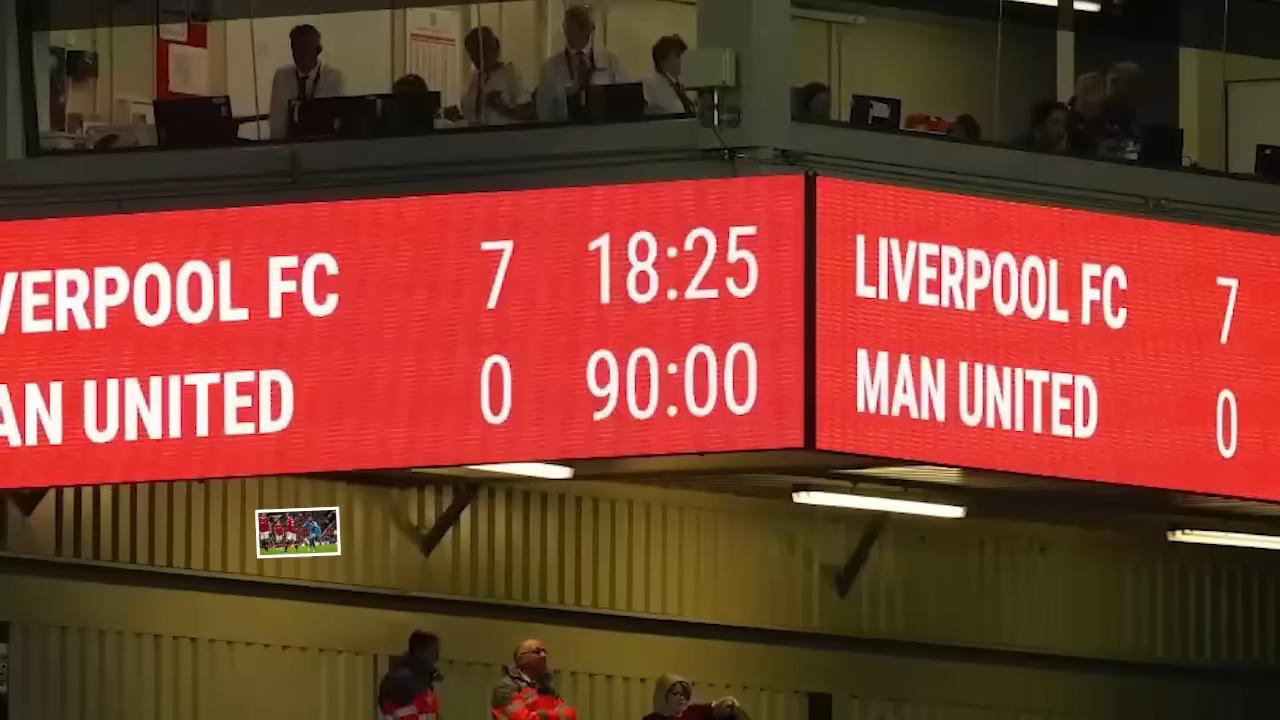 VERPOOL FC 7 18:25
AN UNITED 0 90:00
LIVERPOOL FC 7
MAN UNITED 0